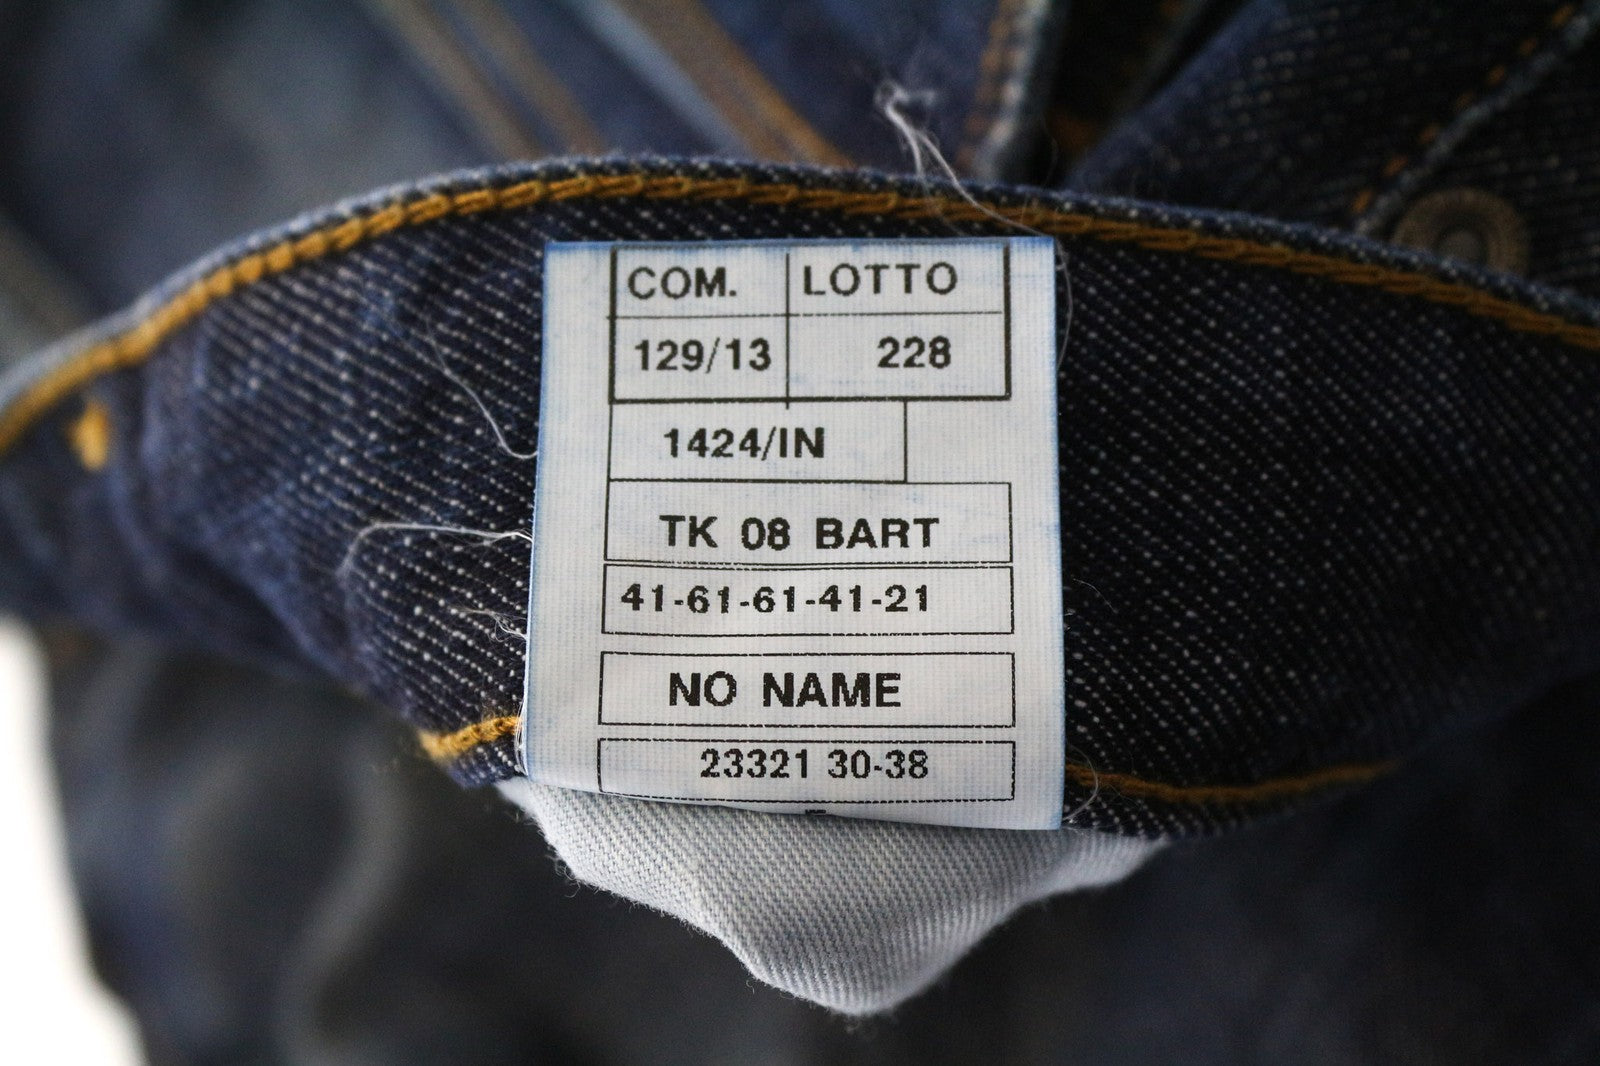 COM. LOTTO
129/13 228
1424/IN
TK 08 BART
41-61-61-41-21
NO NAME
23321 30-38